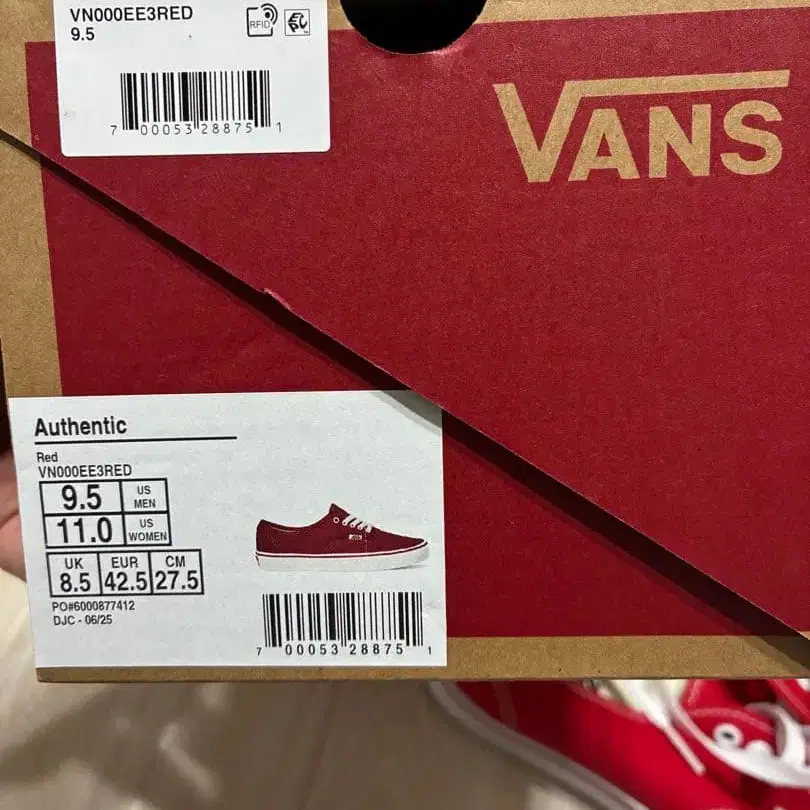 VN000EE3RED
9.5
RFID
7 00053 28875 1
VANS
Authentic
Red
VN000EE3RED
9.5 US MEN
11.0 US WOMEN
UK EUR CM
8.5 42.5 27.5
PO#6000877412
DJC - 06/25
7 00053 28875 1